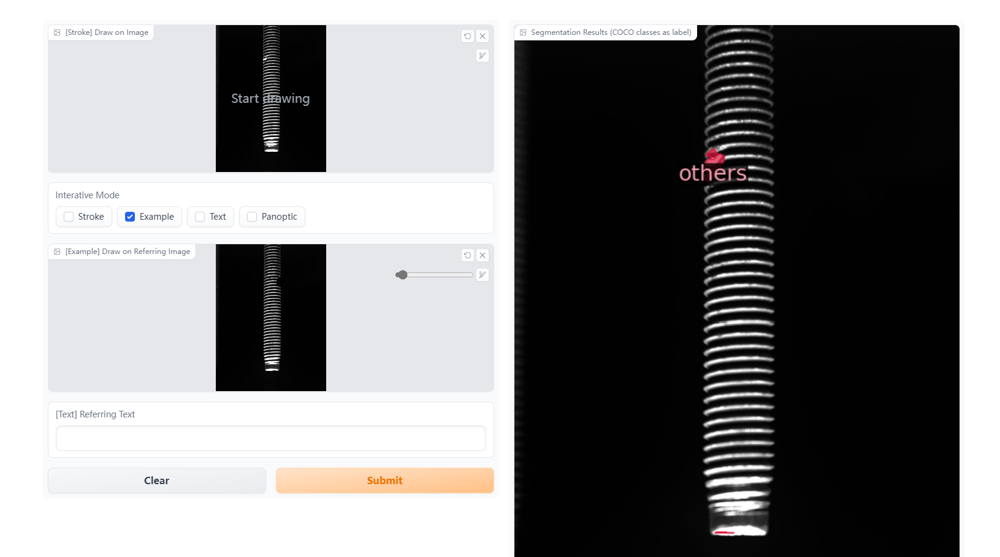 [Stroke] Draw on Image
Start drawing
Interative Mode
Stroke
Example
Text
Panoptic
[Example] Draw on Referring Image
[Text] Referring Text
Clear
Submit
Segmentation Results (COCO classes as label)
others